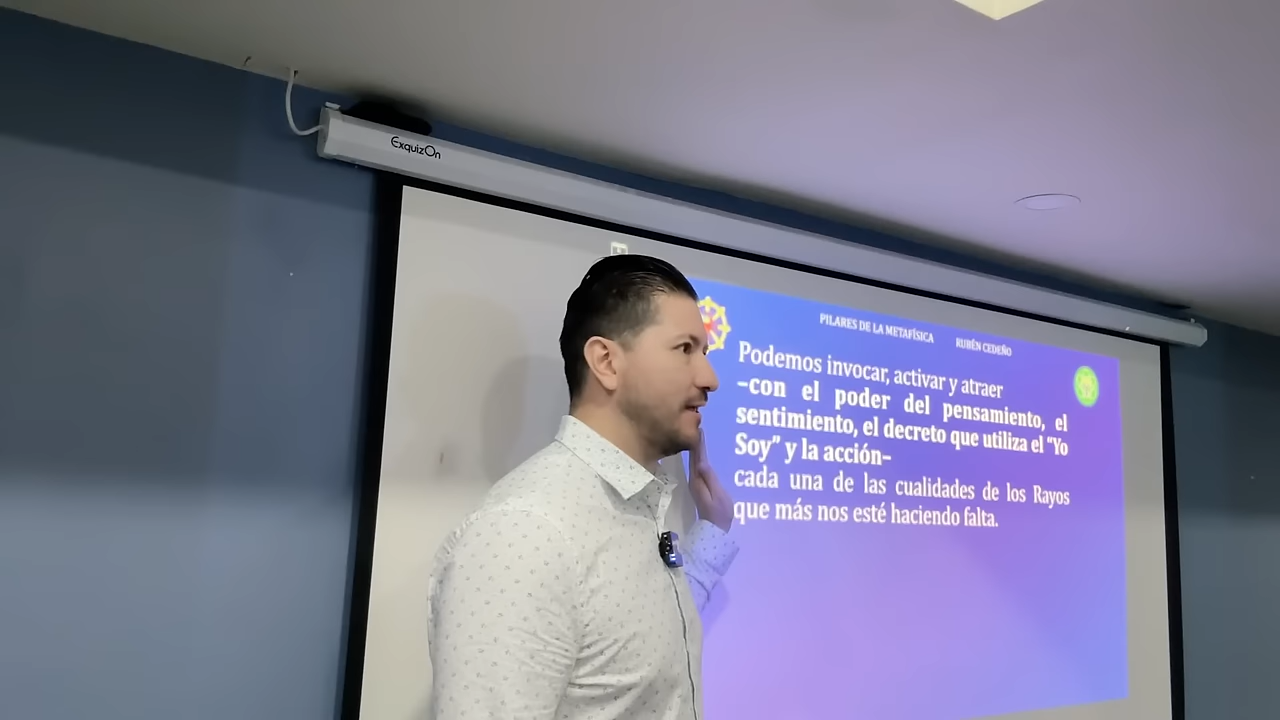 ExquizOn
PILARES DE LA METAFÍSICA RUBÉN CEDEÑO
Podemos invocar, activar y atraer
–con el poder del pensamiento, el
sentimiento, el decreto que utiliza el "Yo
Soy" y la acción–
cada una de las cualidades de los Rayos
que más nos esté haciendo falta.